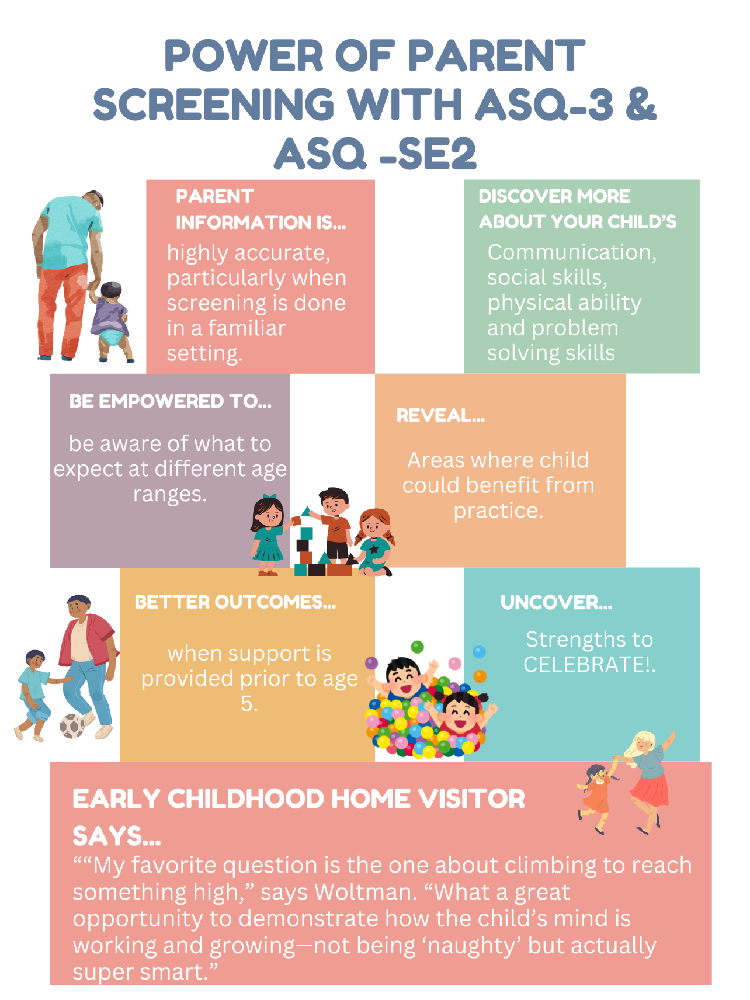 POWER OF PARENT
SCREENING WITH ASQ-3 &
ASQ -SE2
PARENT
INFORMATION IS...
highly accurate,
particularly when
screening is done
in a familiar
setting.
DISCOVER MORE
ABOUT YOUR CHILD'S
Communication,
social skills,
physical ability
and problem
solving skills
BE EMPOWERED TO...
be aware of what to
expect at different age
ranges.
REVEAL...
Areas where child
could benefit from
practice.
BETTER OUTCOMES...
when support is
provided prior to age
5.
UNCOVER...
Strengths to
CELEBRATE!.
EARLY CHILDHOOD HOME VISITOR
SAYS...
““My favorite question is the one about climbing to reach
something high,” says Woltman. “What a great
opportunity to demonstrate how the child’s mind is
working and growing—not being ‘naughty’ but actually
super smart.”